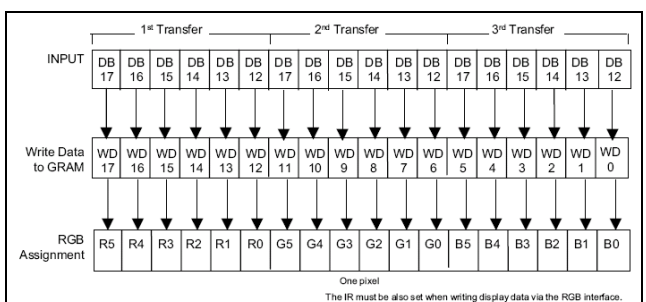 1st Transfer 2nd Transfer 3rd Transfer
INPUT DB 17 DB 16 DB 15 DB 14 DB 13 DB 12 DB 17 DB 16 DB 15 DB 14 DB 13 DB 12 DB 17 DB 16 DB 15 DB 14 DB 13 DB 12
Write Data to GRAM WD 17 WD 16 WD 15 WD 14 WD 13 WD 12 WD 11 WD 10 WD 9 WD 8 WD 7 WD 6 WD 5 WD 4 WD 3 WD 2 WD 1 WD 0
RGB Assignment R5 R4 R3 R2 R1 R0 G5 G4 G3 G2 G1 G0 B5 B4 B3 B2 B1 B0
One pixel
The IR must be also set when writing display data via the RGB interface.